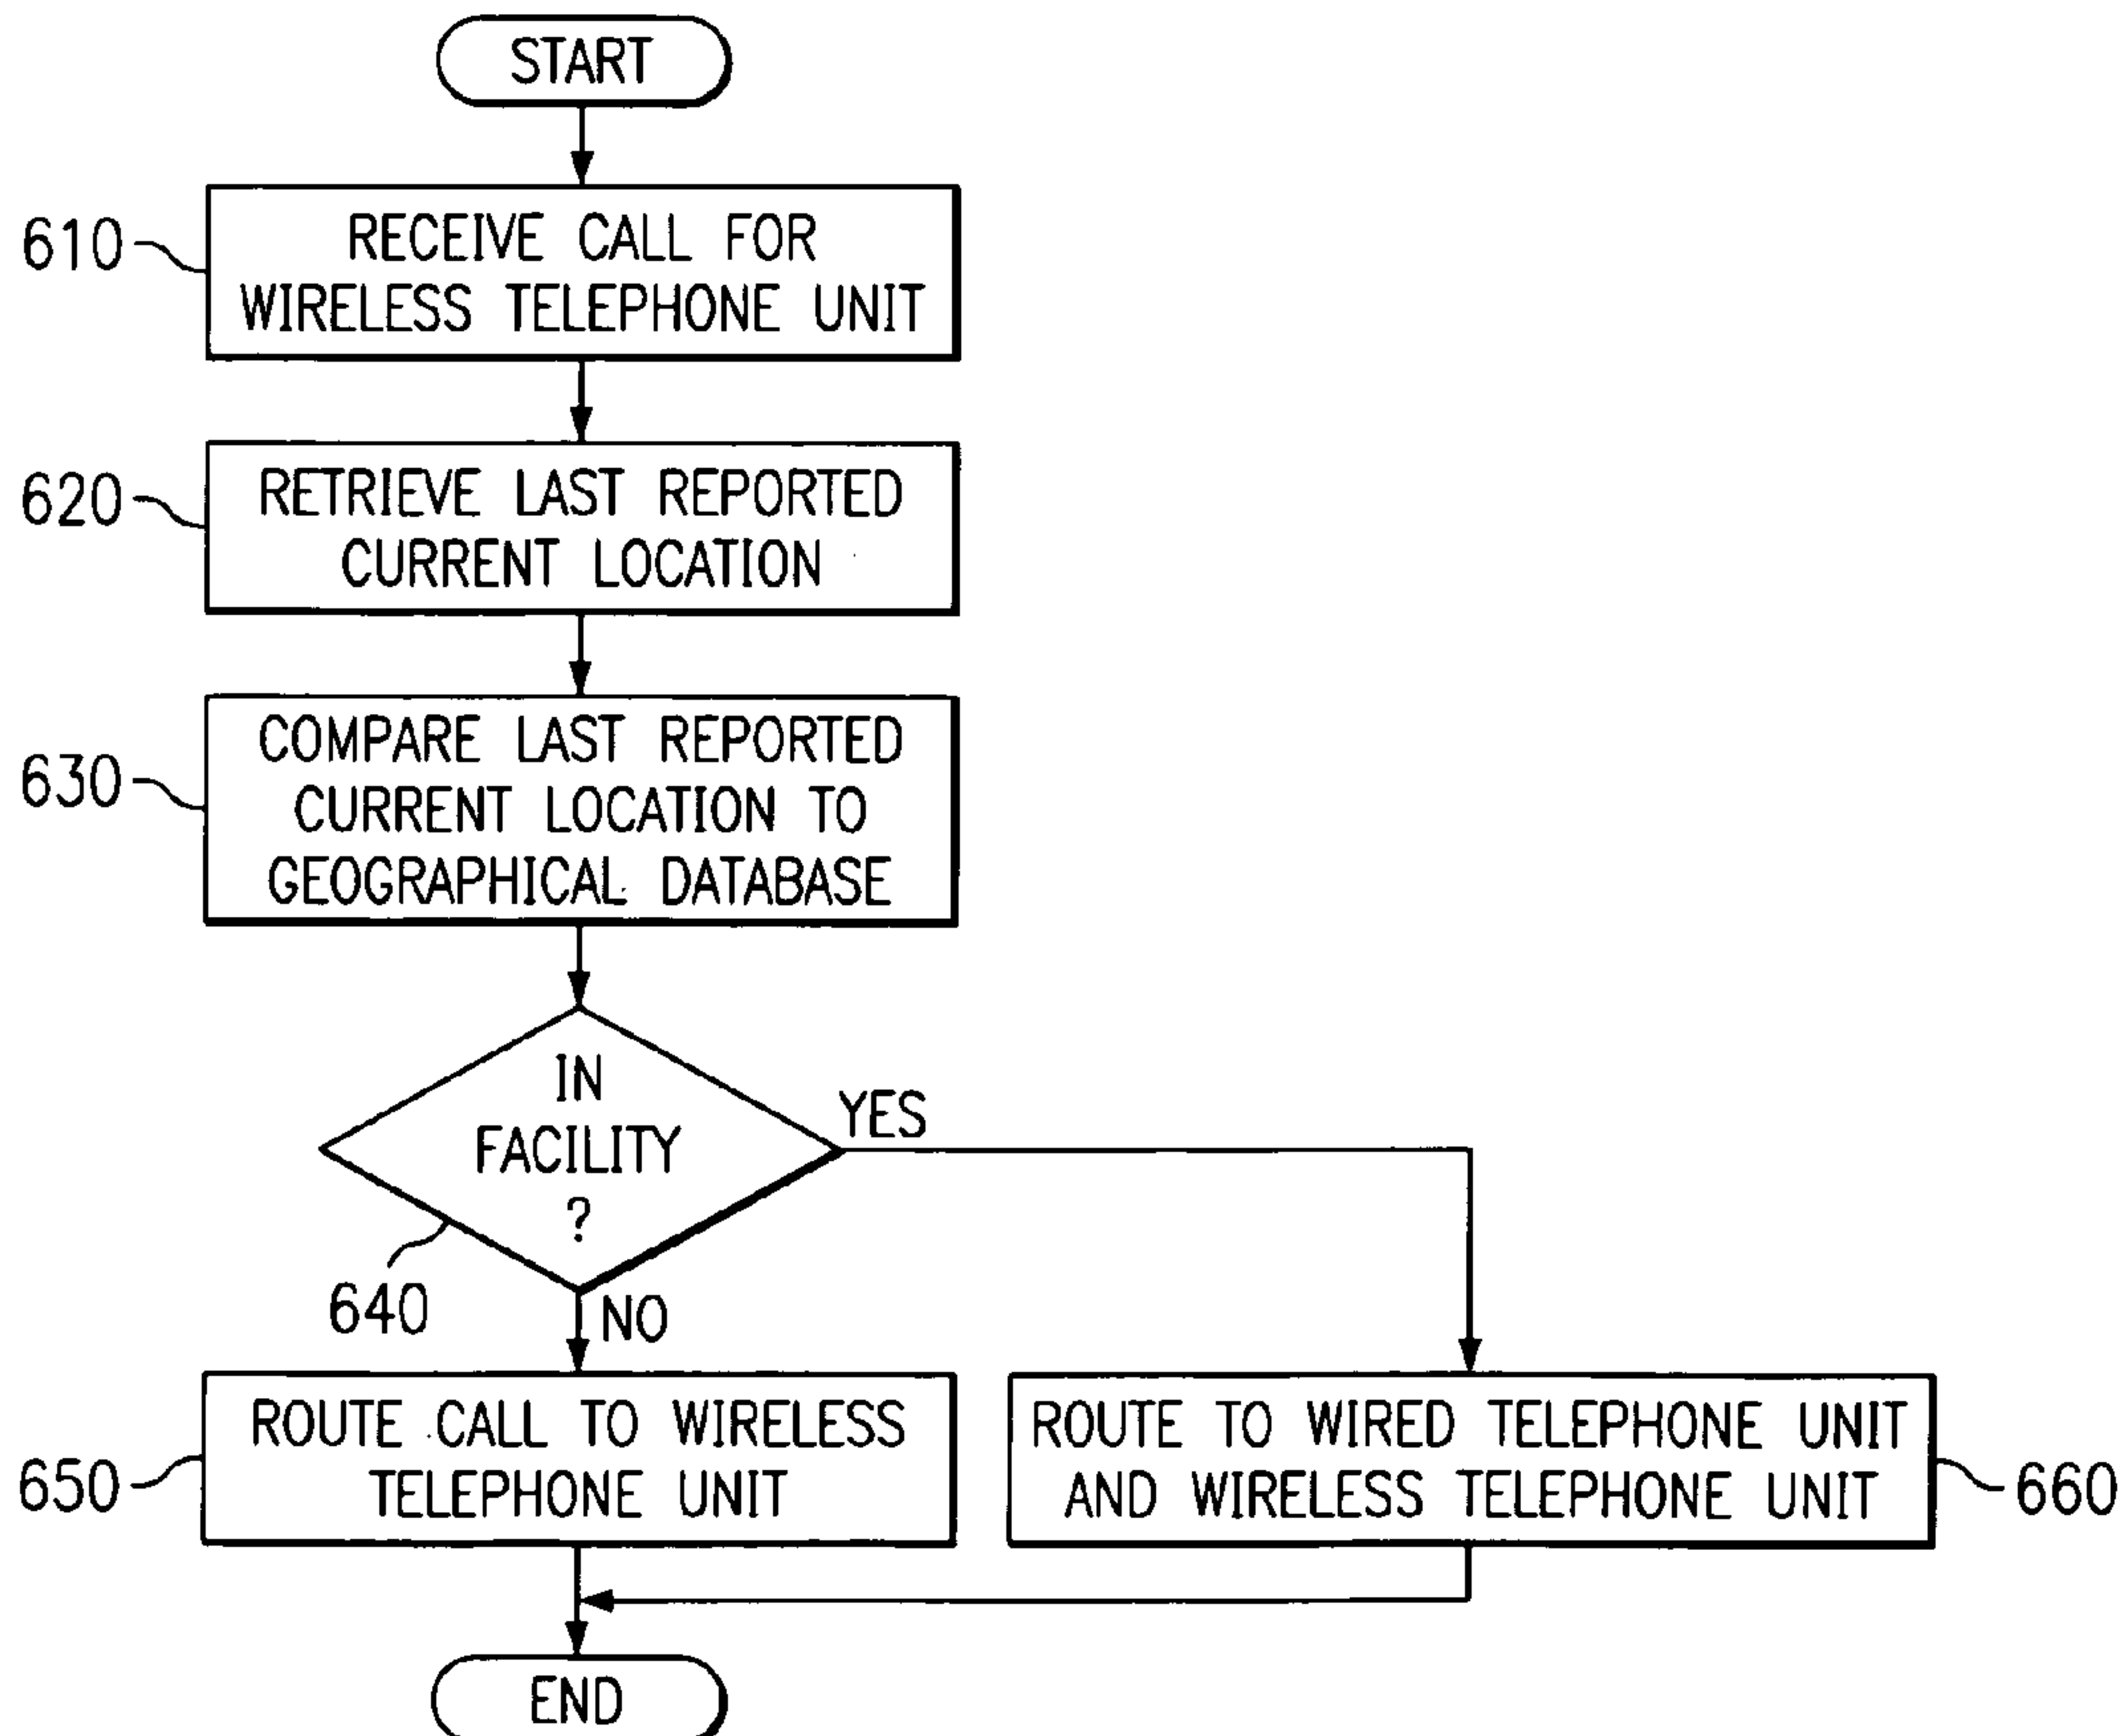 START
610
RECEIVE CALL FOR
WIRELESS TELEPHONE UNIT
620
RETRIEVE LAST REPORTED
CURRENT LOCATION
630
COMPARE LAST REPORTED
CURRENT LOCATION TO
GEOGRAPHICAL DATABASE
IN
FACILITY
?
YES
640
NO
650
ROUTE CALL TO WIRELESS
TELEPHONE UNIT
ROUTE TO WIRED TELEPHONE UNIT
AND WIRELESS TELEPHONE UNIT
660
END